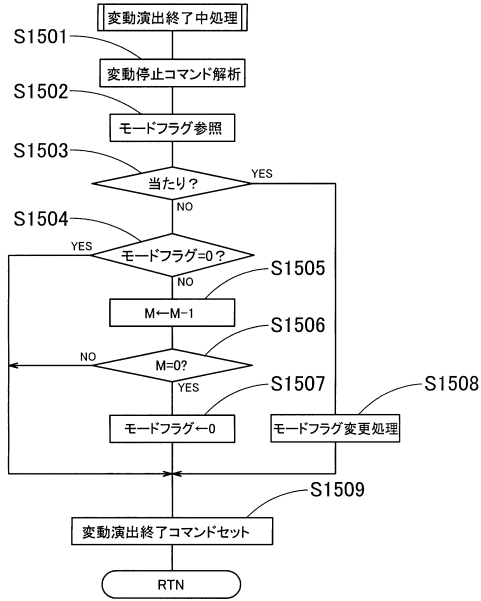 変動演出終了中処理
S1501
変動停止コマンド解析
S1502
モードフラグ参照
S1503
当たり？
YES
NO
S1504
YES
モードフラグ=0？
NO
S1505
M←M-1
S1506
NO
M=0?
YES
S1507
モードフラグ←0
S1508
モードフラグ変更処理
S1509
変動演出終了コマンドセット
RTN